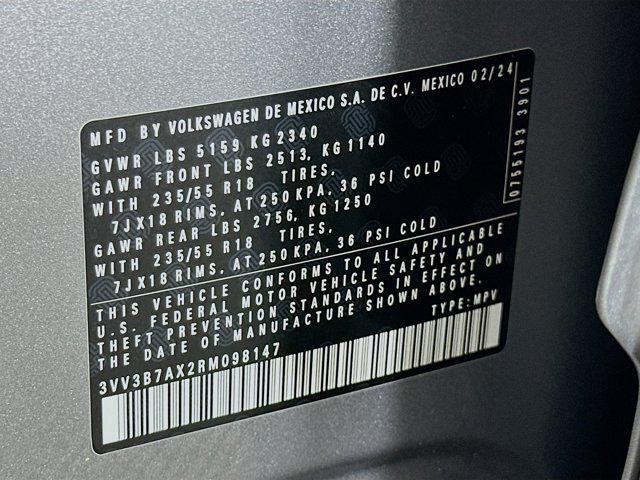 MFD BY VOLKSWAGEN DE MEXICO S.A. DE C.V. MEXICO 02/24
GVWR LBS 5159 KG 2340
GAWR FRONT LBS 2513, KG 1140
WITH 235/55 R18 TIRES,
7JX18 RIMS, AT 250 KPA, 36 PSI COLD
GAWR REAR LBS 2756, KG 1250
WITH 235/55 R18 TIRES,
7JX18 RIMS, AT 250 KPA, 36 PSI COLD
THIS VEHICLE CONFORMS TO ALL APPLICABLE
U.S. FEDERAL MOTOR VEHICLE SAFETY AND
THEFT PREVENTION STANDARDS IN EFFECT ON
THE DATE OF MANUFACTURE SHOWN ABOVE.
TYPE: MPV
3VV3B7AX2RM098147
0755193 3901